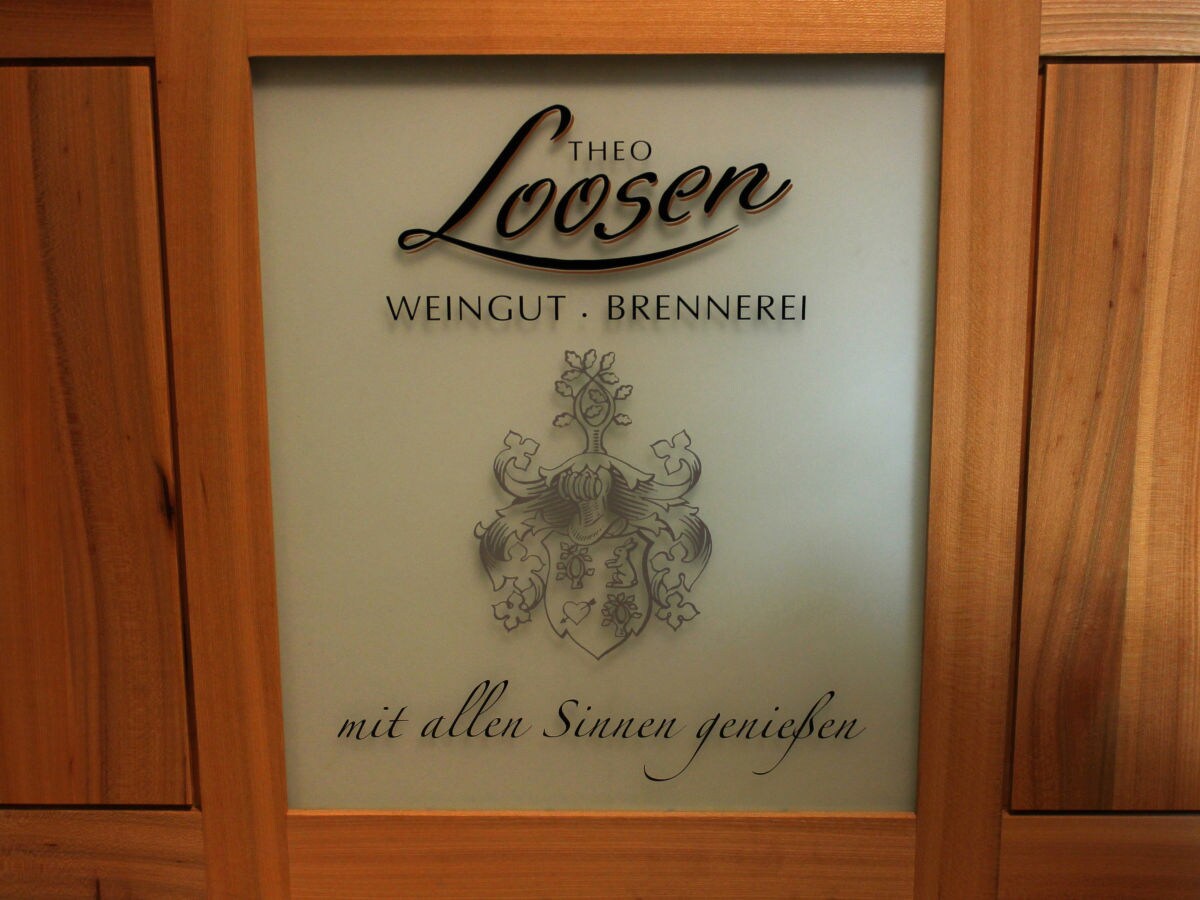 THEO
Loosen
WEINGUT . BRENNEREI
mit allen Sinnen genießen